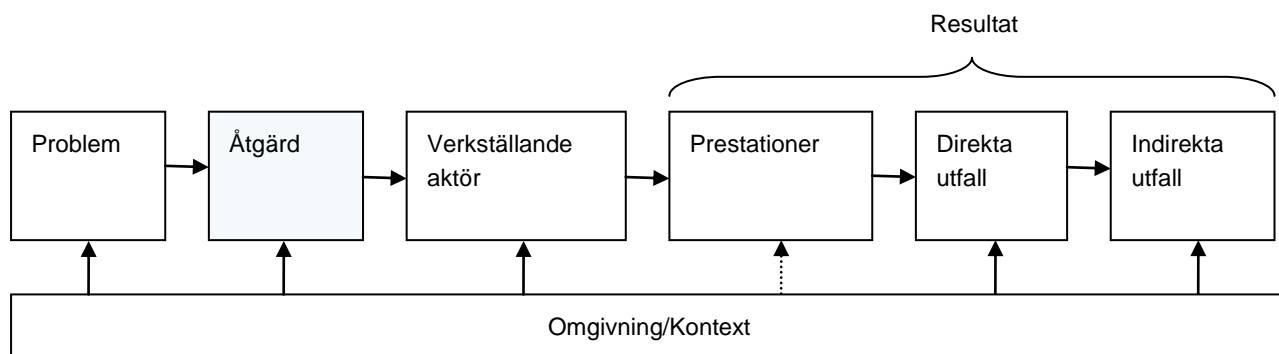 Resultat
Problem
Åtgärd
Verkställande
aktör
Prestationer
Direkta
utfall
Indirekta
utfall
Omgivning/Kontext